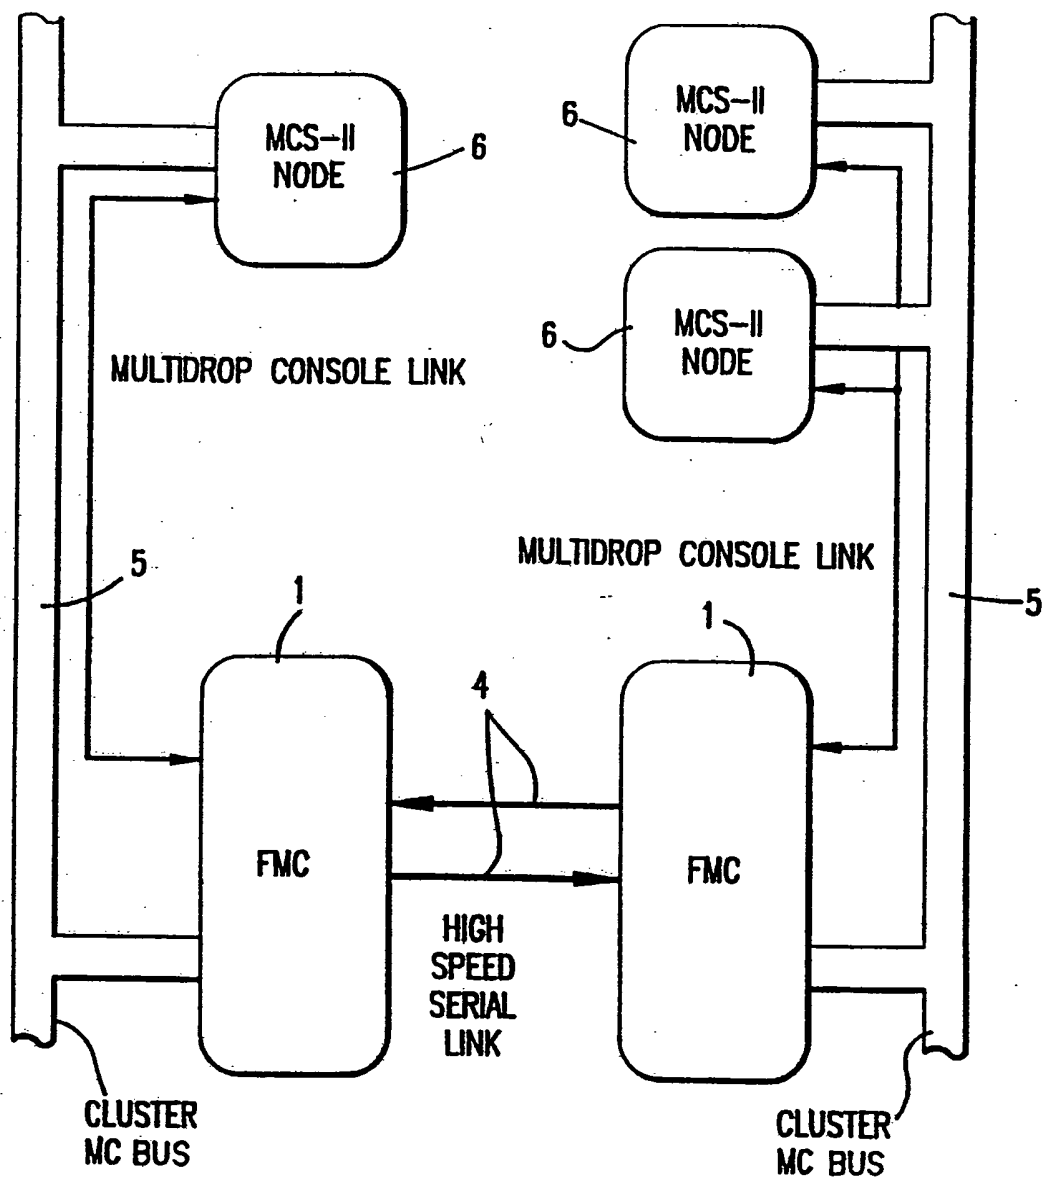 MCS-II
NODE
6
MCS-II
NODE
6
MCS-II
NODE
6
MULTIDROP CONSOLE LINK
MULTIDROP CONSOLE LINK
5
5
1
1
4
FMC
FMC
HIGH
SPEED
SERIAL
LINK
CLUSTER
MC BUS
CLUSTER
MC BUS